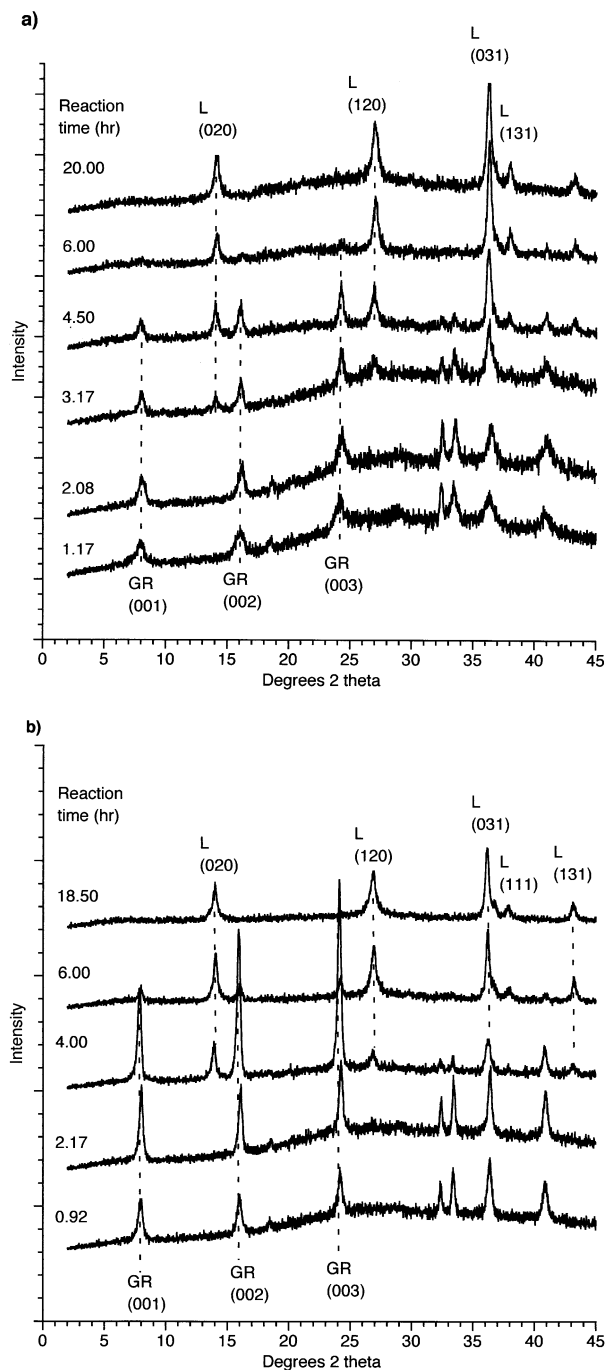 a)
L
(031)
Reaction
time (hr)
L
(020)
L
(120)
L
(131)
20.00
6.00
4.50
3.17
2.08
1.17
GR
(001)
GR
(002)
GR
(003)
Intensity
0 5 10 15 20 25 30 35 40 45
Degrees 2 theta
b)
Reaction
time (hr)
L
(020)
L
(120)
L
(031)
L
(111)
L
(131)
18.50
6.00
4.00
2.17
0.92
GR
(001)
GR
(002)
GR
(003)
Intensity
0 5 10 15 20 25 30 35 40 45
Degrees 2 theta